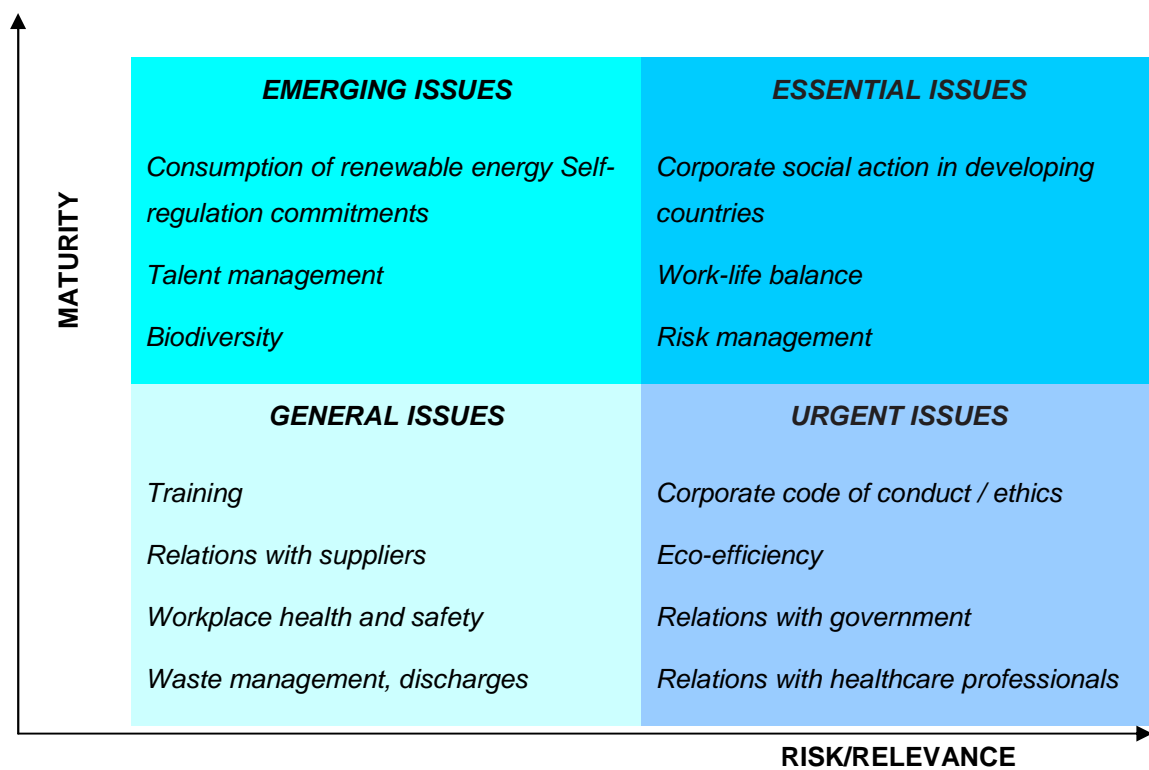 MATURITY
EMERGING ISSUES
Consumption of renewable energy Self-
regulation commitments
Talent management
Biodiversity
ESSENTIAL ISSUES
Corporate social action in developing
countries
Work-life balance
Risk management
GENERAL ISSUES
Training
Relations with suppliers
Workplace health and safety
Waste management, discharges
URGENT ISSUES
Corporate code of conduct / ethics
Eco-efficiency
Relations with government
Relations with healthcare professionals
RISK/RELEVANCE